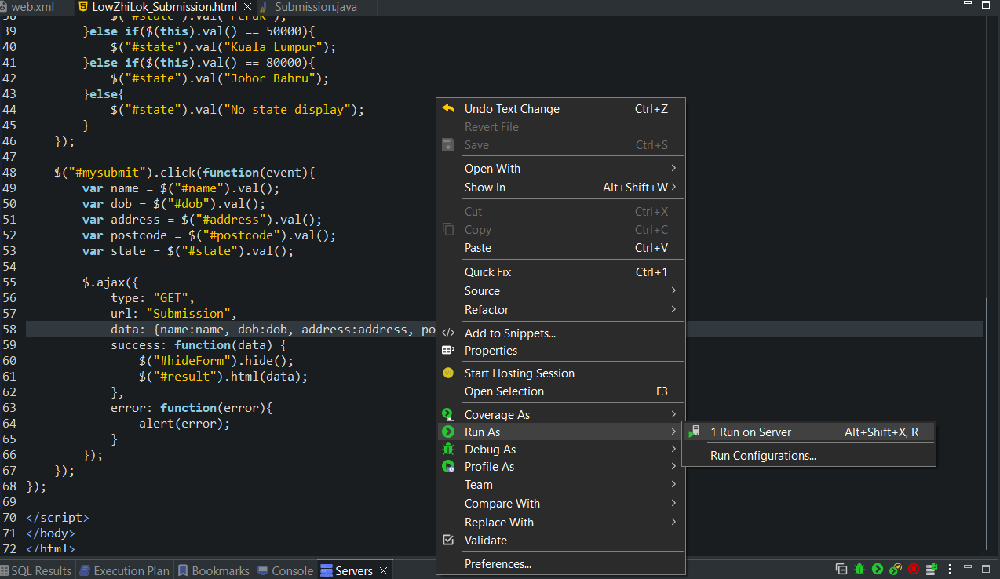 web.xml LowZhiLok_Submission.html Submission.java
38 $("#state").val("Perak");
39 }else if($(this).val() == 50000){
40 $("#state").val("Kuala Lumpur");
41 }else if($(this).val() == 80000){
42 $("#state").val("Johor Bahru");
43 }else{
44 $("#state").val("No state display");
45 }
46 });
47
48 $("#mysubmit").click(function(event){
49 var name = $("#name").val();
50 var dob = $("#dob").val();
51 var address = $("#address").val();
52 var postcode = $("#postcode").val();
53 var state = $("#state").val();
54
55 $.ajax({
56 type: "GET",
57 url: "Submission",
58 data: {name:name, dob:dob, address:address, po
59 success: function(data) {
60 $("#hideForm").hide();
61 $("#result").html(data);
62 },
63 error: function(error){
64 alert(error);
65 }
66 });
67 });
68 });
69
70 </script>
71 </body>
72 </html>
Undo Text Change Ctrl+Z
Revert File
Save Ctrl+S
Open With
Show In Alt+Shift+W
Cut Ctrl+X
Copy Ctrl+C
Paste Ctrl+V
Quick Fix Ctrl+1
Source
Refactor
Add to Snippets...
Properties
Start Hosting Session
Open Selection F3
Coverage As
Run As
Debug As
Profile As
Team
Compare With
Replace With
Validate
Preferences...
1 Run on Server Alt+Shift+X, R
Run Configurations...
SQL Results Execution Plan Bookmarks Console Servers